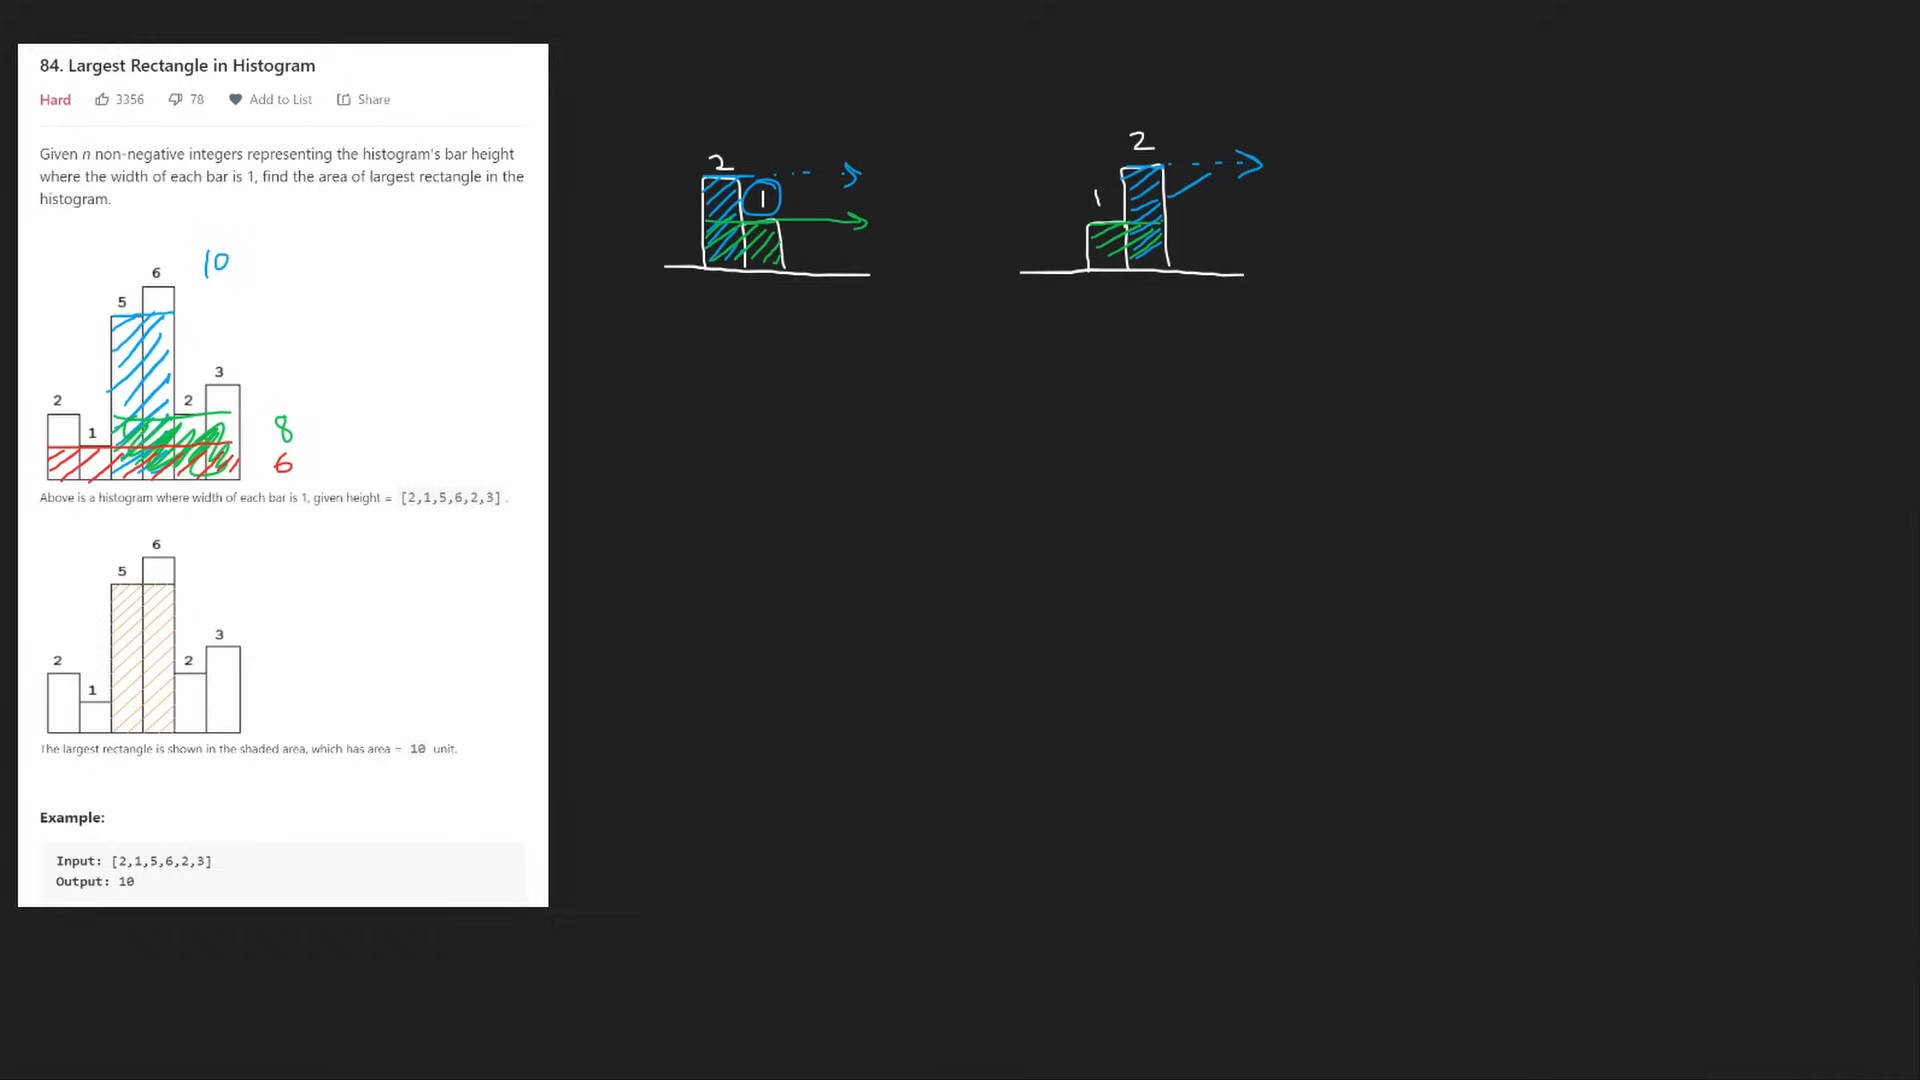 84. Largest Rectangle in Histogram
Hard 3356 78 Add to List Share
Given n non-negative integers representing the histogram's bar height
where the width of each bar is 1, find the area of largest rectangle in the
histogram.
10
6
5
3
2
2
1
8
6
Above is a histogram where width of each bar is 1, given height = [2,1,5,6,2,3] .
6
5
3
2
2
1
The largest rectangle is shown in the shaded area, which has area = 10 unit.
Example:
Input: [2,1,5,6,2,3]
Output: 10
2
1
1
2